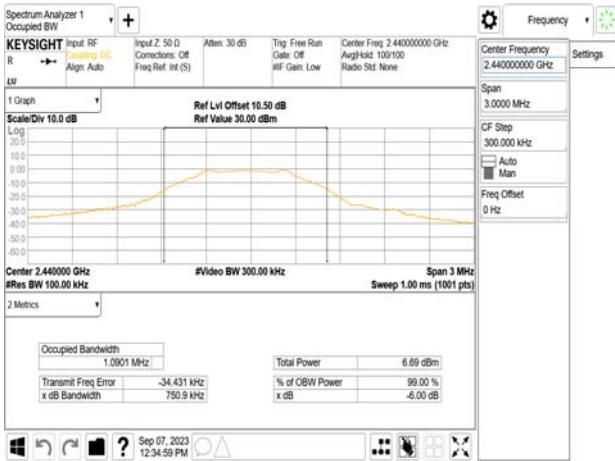 Spectrum Analyzer 1
Occupied BW
Frequency
KEYSIGHT
Input: RF
Coupling: DC
Align: Auto
Input Z: 50 Ω
Corrections: Off
Freq Ref: Int (S)
Atten: 30 dB
Trig: Free Run
Gate: Off
#IF Gain: Low
Center Freq: 2.440000000 GHz
Avg|Hold: 100/100
Radio Std: None
R
LXI
Center Frequency
2.440000000 GHz
Settings
Span
3.0000 MHz
CF Step
300.000 kHz
Auto
Man
Freq Offset
0 Hz
1 Graph
Scale/Div 10.0 dB
Ref Lvl Offset 10.50 dB
Ref Value 30.00 dBm
Log
20.0
10.0
0.00
-10.0
-20.0
-30.0
-40.0
-50.0
-60.0
Center 2.440000 GHz
#Res BW 100.00 kHz
#Video BW 300.00 kHz
Span 3 MHz
Sweep 1.00 ms (1001 pts)
2 Metrics
Occupied Bandwidth
1.0901 MHz
Total Power 6.69 dBm
Transmit Freq Error -34.431 kHz
% of OBW Power 99.00 %
x dB Bandwidth 750.9 kHz
x dB -6.00 dB
Sep 07, 2023
12:34:59 PM